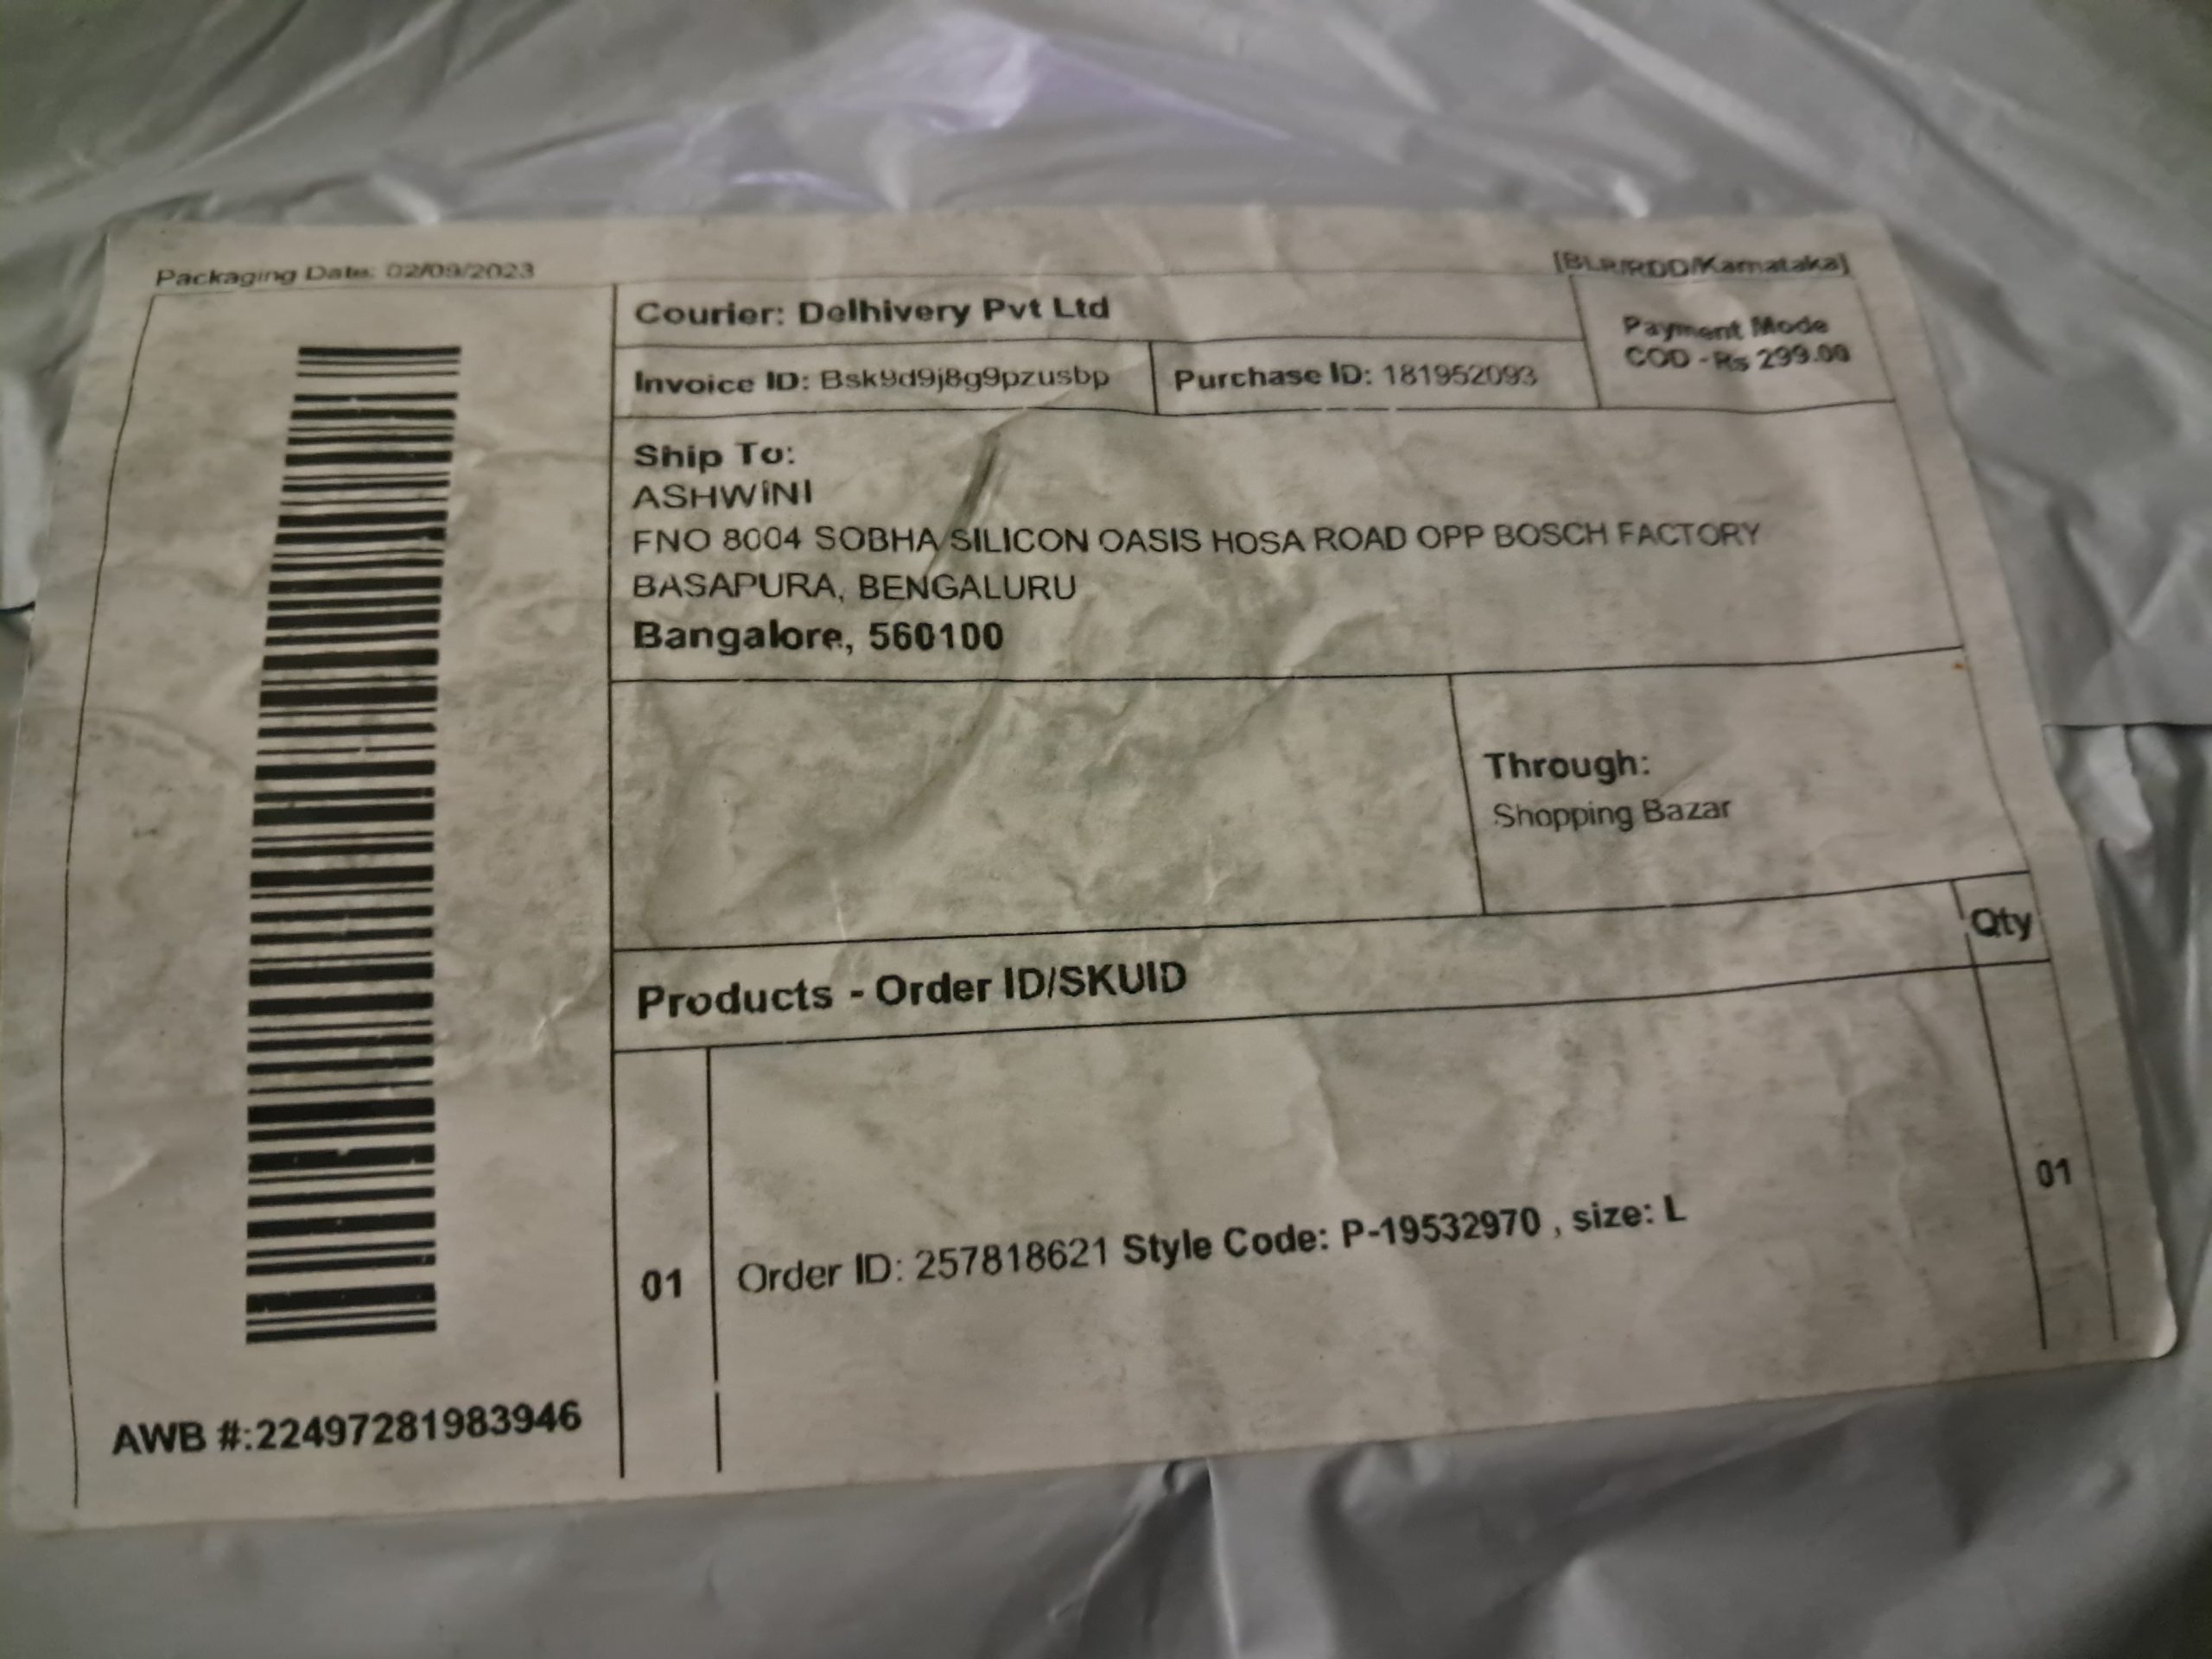 Packaging Date: 02/09/2023
[BLR/RDD/Karnataka]
Courier: Delhivery Pvt Ltd
Payment Mode
COD - Rs 299.00
Invoice ID: Bsk9d9j8g9pzusbp
Purchase ID: 181952093
Ship To:
ASHWINI
FNO 8004 SOBHA SILICON OASIS HOSA ROAD OPP BOSCH FACTORY
BASAPURA, BENGALURU
Bangalore, 560100
Through:
Shopping Bazar
Products - Order ID/SKUID
Qty
01
Order ID: 257818621 Style Code: P-19532970 , size: L
01
AWB #:22497281983946